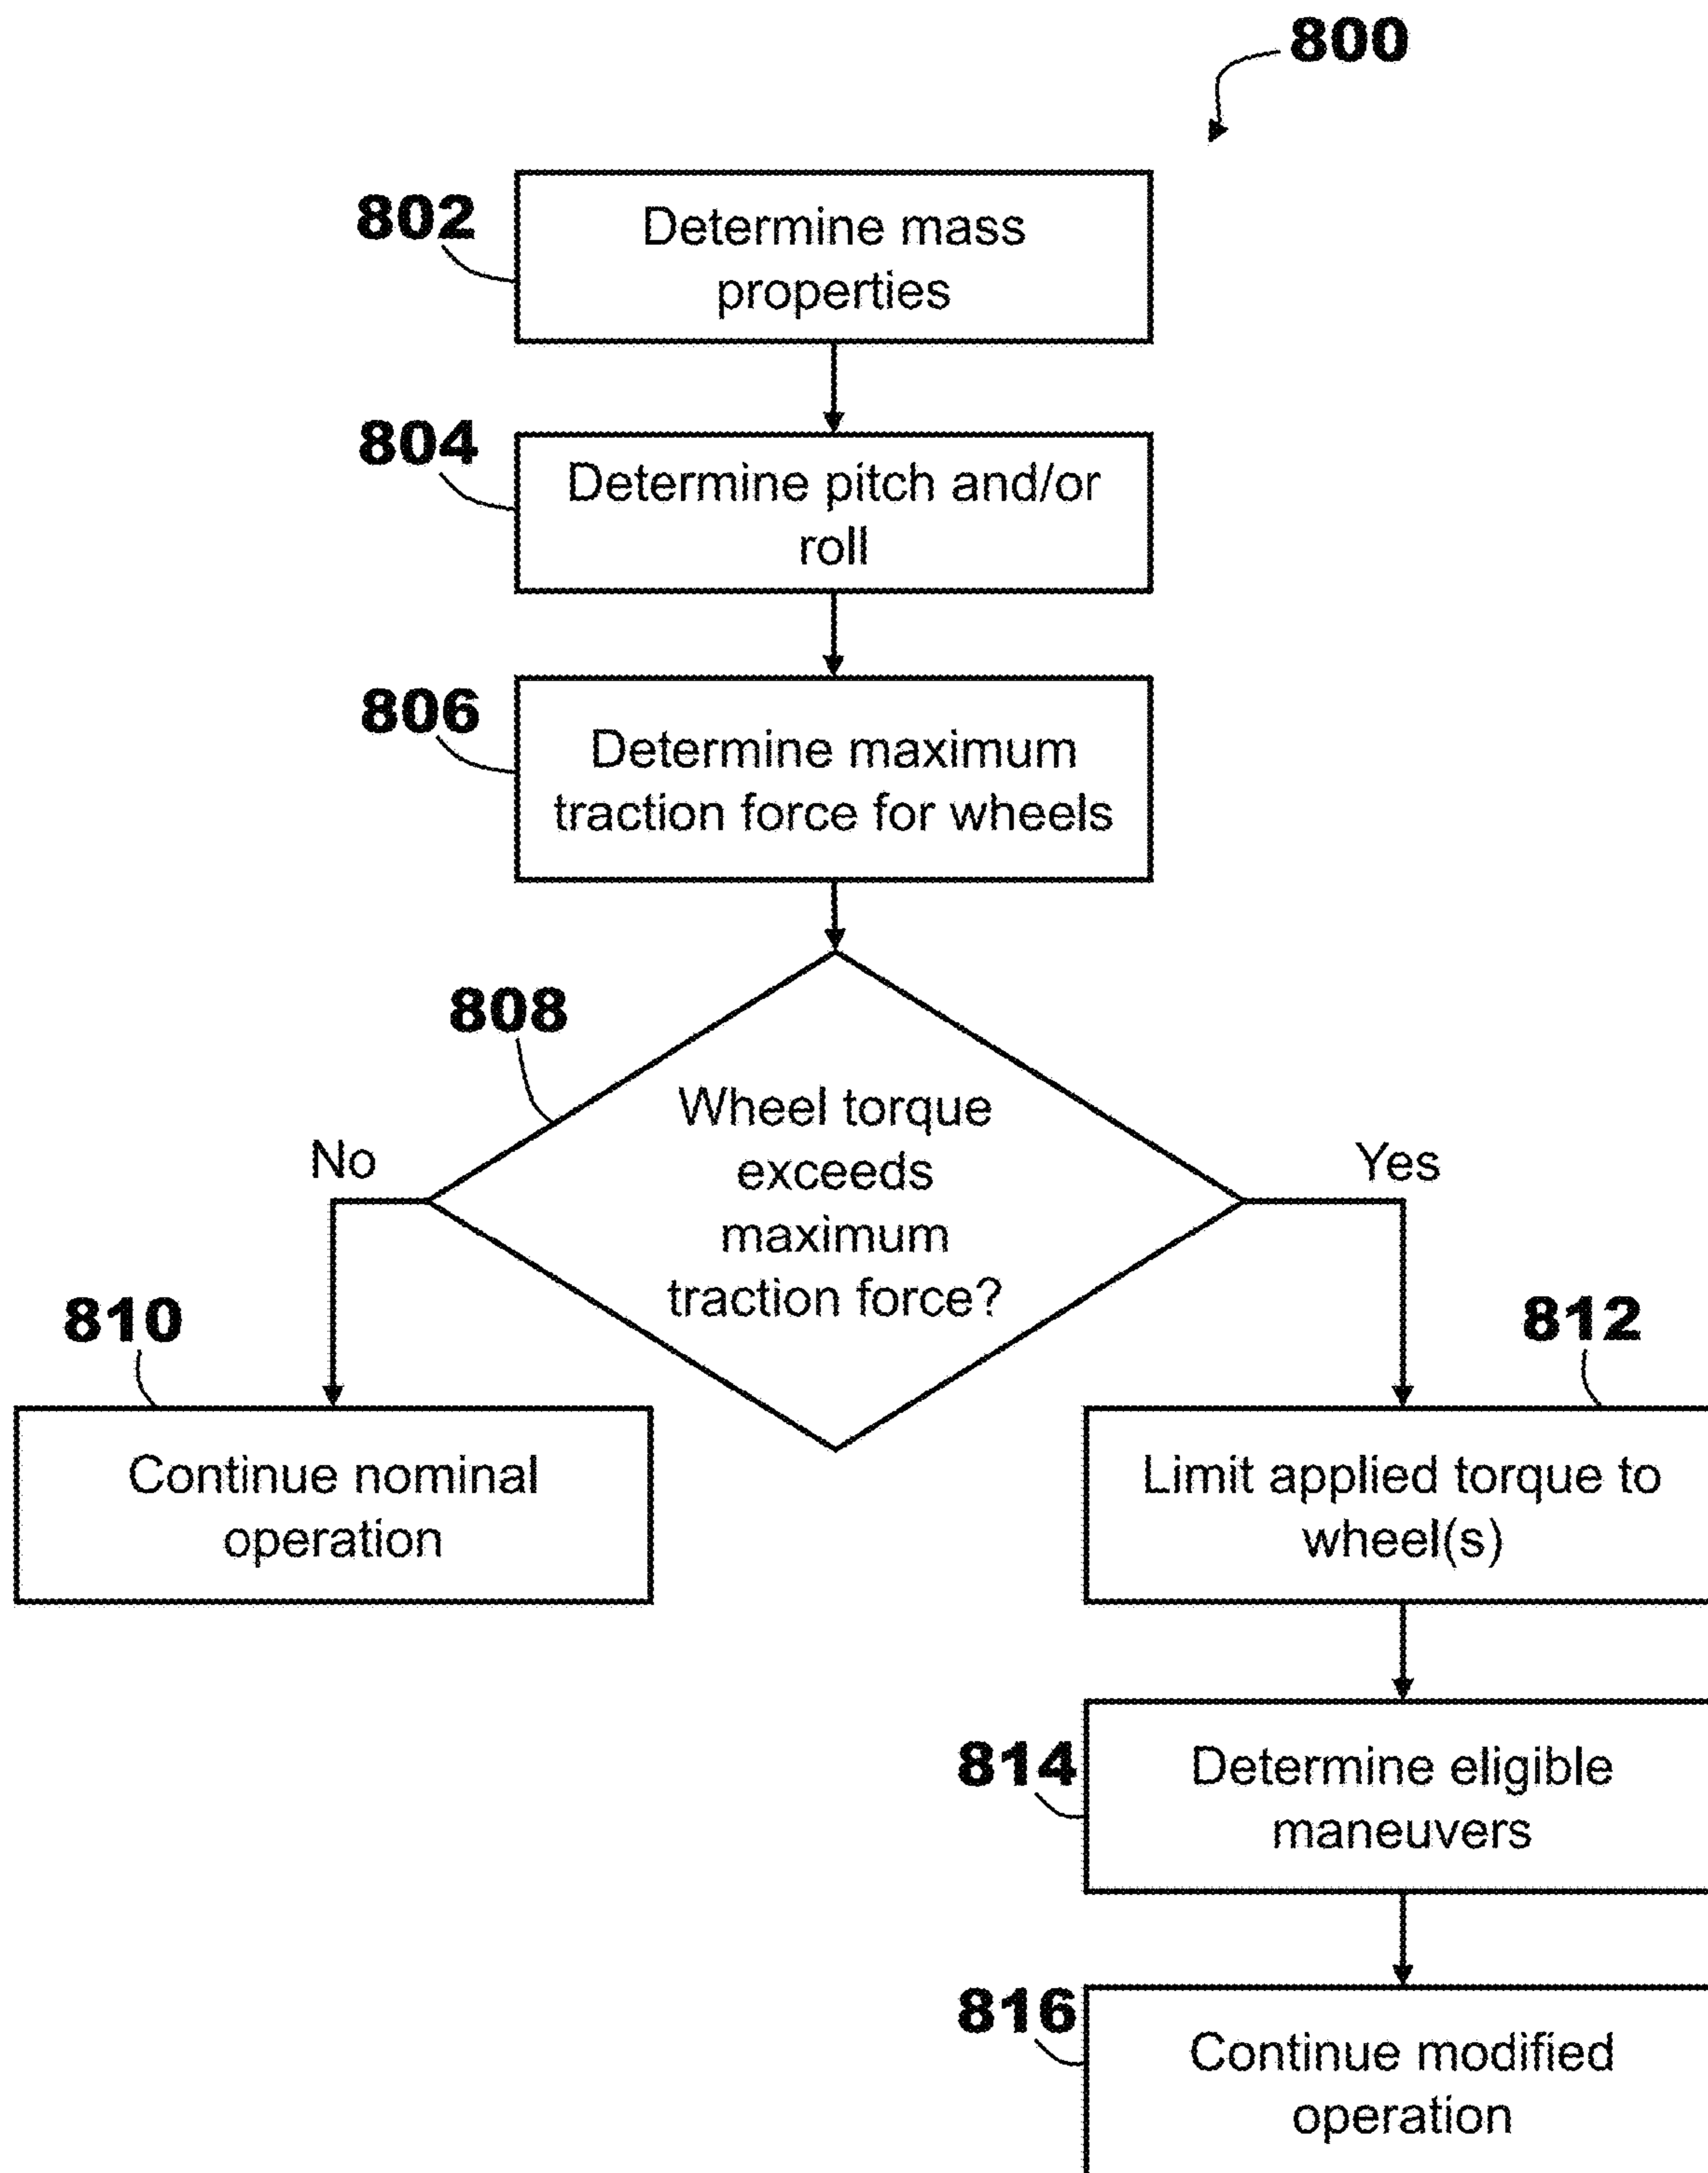 800
802
Determine mass
properties
804
Determine pitch and/or
roll
806
Determine maximum
traction force for wheels
808
Wheel torque
exceeds
maximum
traction force?
No
Yes
810
Continue nominal
operation
812
Limit applied torque to
wheel(s)
814
Determine eligible
maneuvers
816
Continue modified
operation